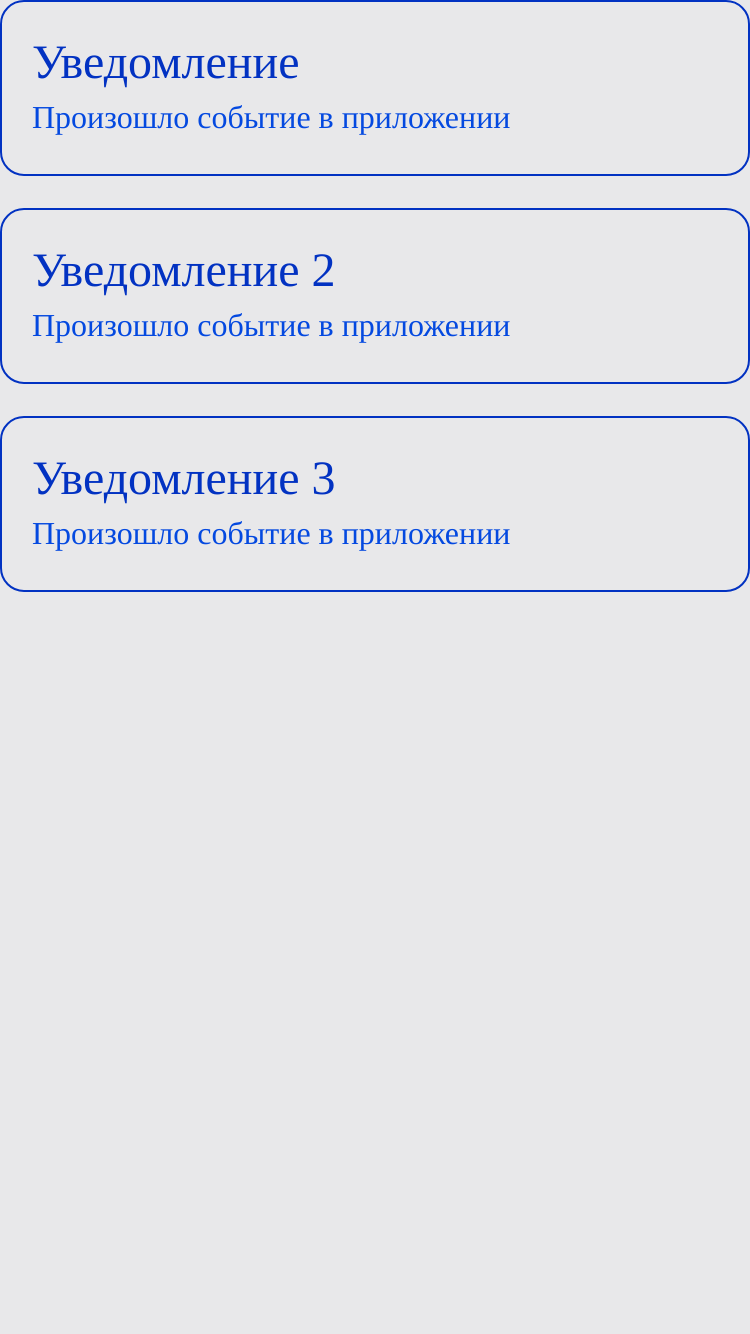 Уведомление
Произошло событие в приложении
Уведомление 2
Произошло событие в приложении
Уведомление 3
Произошло событие в приложении